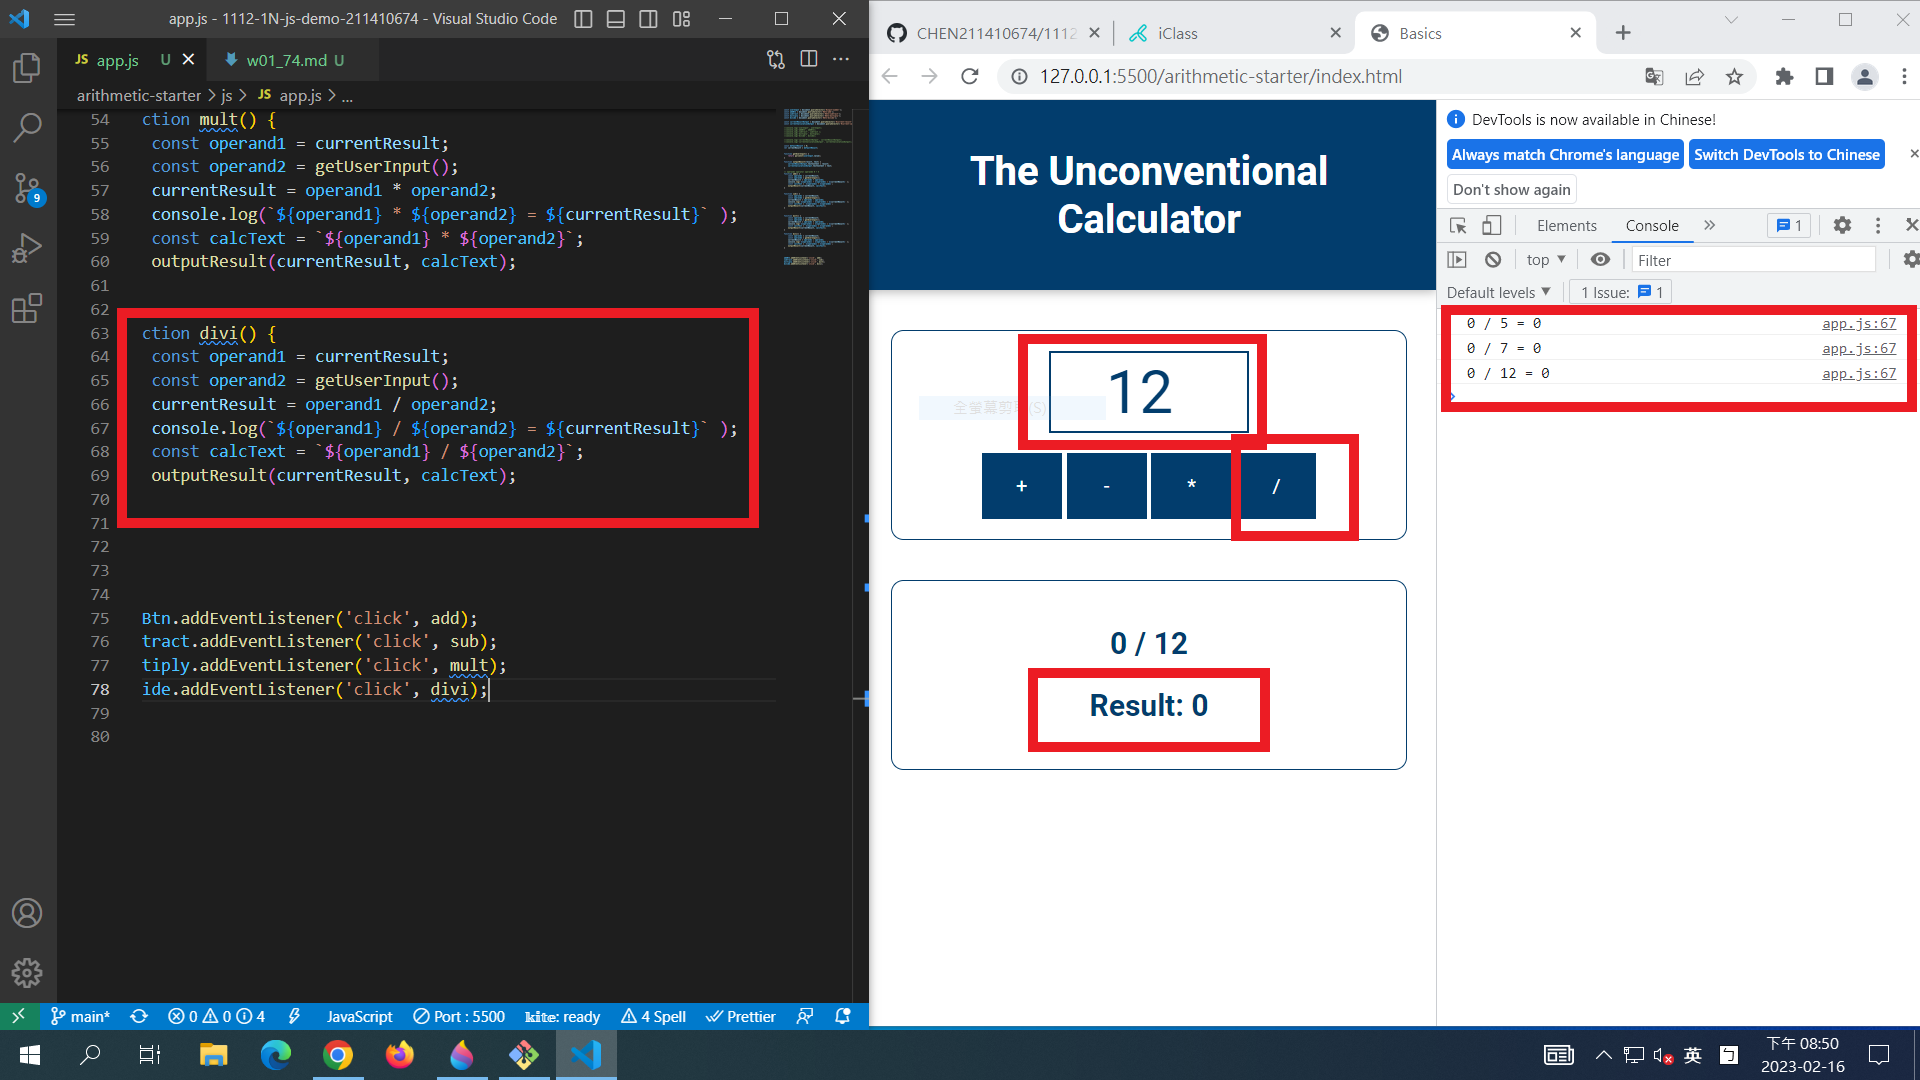 app.js - 1112-1N-js-demo-211410674 - Visual Studio Code
JS app.js U
w01_74.md U
arithmetic-starter > js > JS app.js > ...
54 ction mult() {
55 const operand1 = currentResult;
56 const operand2 = getUserInput();
57 currentResult = operand1 * operand2;
58 console.log(`${operand1} * ${operand2} = ${currentResult}` );
59 const calcText = `${operand1} * ${operand2}`;
60 outputResult(currentResult, calcText);
61
62
63 ction divi() {
64 const operand1 = currentResult;
65 const operand2 = getUserInput();
66 currentResult = operand1 / operand2;
67 console.log(`${operand1} / ${operand2} = ${currentResult}` );
68 const calcText = `${operand1} / ${operand2}`;
69 outputResult(currentResult, calcText);
70
71
72
73
74
75 Btn.addEventListener('click', add);
76 tract.addEventListener('click', sub);
77 tiply.addEventListener('click', mult);
78 ide.addEventListener('click', divi);
79
80
9
main* 0 0 4 JavaScript Port : 5500 kite: ready 4 Spell Prettier
CHEN211410674/1112
iClass
Basics
127.0.0.1:5500/arithmetic-starter/index.html
The Unconventional
Calculator
12
+ - * /
0 / 12
Result: 0
DevTools is now available in Chinese!
Always match Chrome's language
Switch DevTools to Chinese
Don't show again
Elements Console 1
top Filter
Default levels 1 Issue: 1
0 / 5 = 0 app.js:67
0 / 7 = 0 app.js:67
0 / 12 = 0 app.js:67
英
下午 08:50
2023-02-16